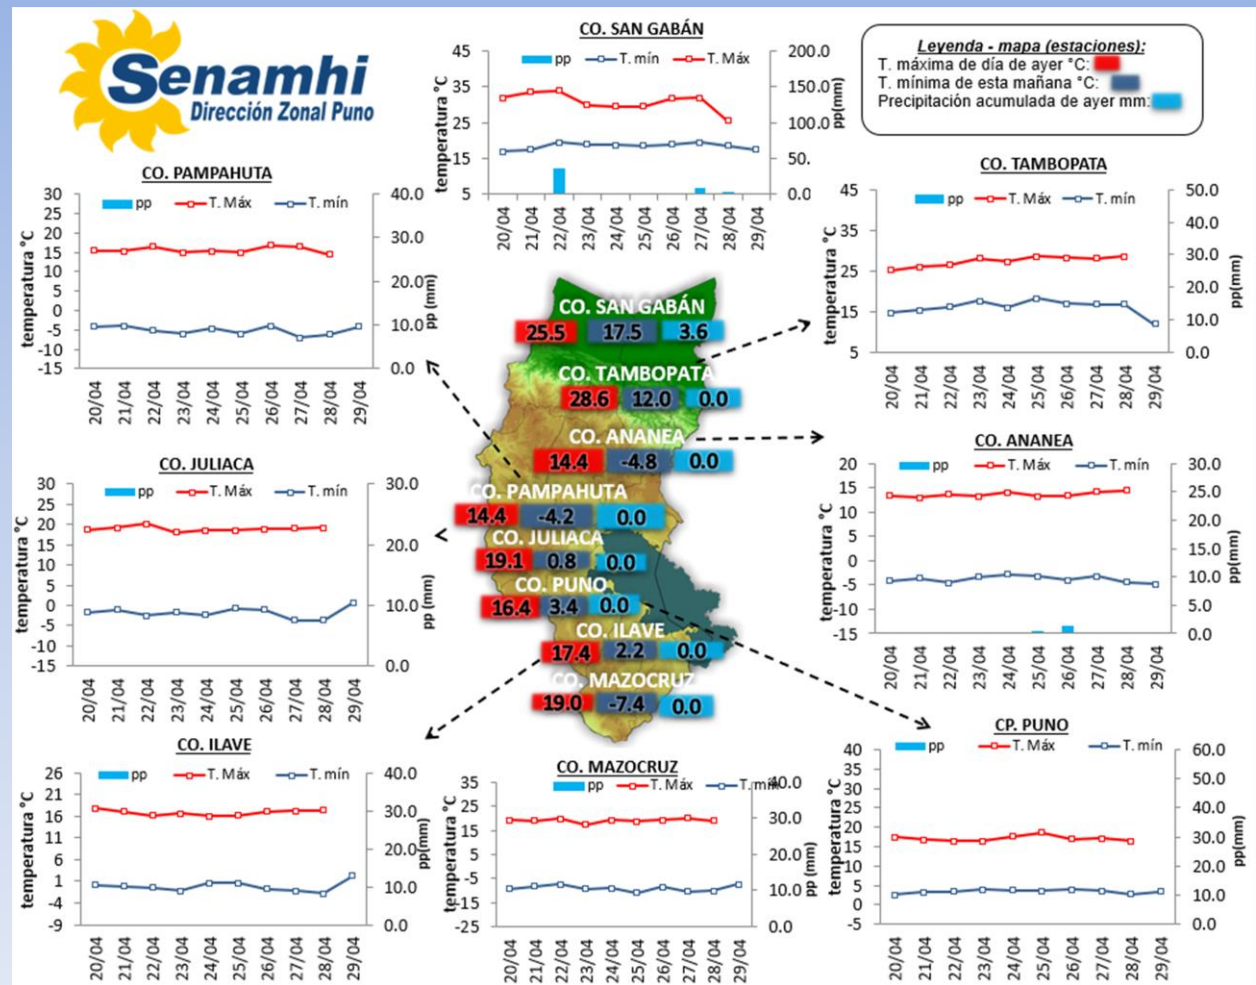 Senamhi
Dirección Zonal Puno
CO. SAN GABÁN
pp T. mín T. Máx
temperatura °C
45
35
25
15
5
200.0
150.0
100.0
50.
0.0
pp(mm)
20/04 21/04 22/04 23/04 24/04 25/04 26/04 27/04 28/04 29/04
Leyenda - mapa (estaciones):
T. máxima de día de ayer °C:
T. mínima de esta mañana °C:
Precipitación acumulada de ayer mm:
CO. PAMPAHUTA
pp T. Máx T. mín
temperatura °C
30
25
20
15
10
5
0
-5
-10
-15
40.0
30.0
20.0
10.0
0.0
pp (mm)
20/04 21/04 22/04 23/04 24/04 25/04 26/04 27/04 28/04 29/04
CO. TAMBOPATA
pp T. Máx T. mín
temperatura °C
45
35
25
15
5
50.0
40.0
30.0
20.0
10.0
0.0
pp(mm)
20/04 21/04 22/04 23/04 24/04 25/04 26/04 27/04 28/04 29/04
CO. SAN GABÁN
25.5 17.5 3.6
CO. TAMBOPATA
28.6 12.0 0.0
CO. ANANEA
14.4 -4.8 0.0
CO. PAMPAHUTA
14.4 -4.2 0.0
CO. JULIACA
19.1 0.8 0.0
CO. PUNO
16.4 3.4 0.0
CO. ILAVE
17.4 2.2 0.0
CO. MAZOCRUZ
19.0 -7.4 0.0
CO. JULIACA
pp T. Máx T. mín
temperatura °C
30
25
20
15
10
5
0
-5
-10
-15
30.0
20.0
10.0
0.0
pp (mm)
20/04 21/04 22/04 23/04 24/04 25/04 26/04 27/04 28/04 29/04
CO. ANANEA
pp T. Máx T. mín
temperatura °C
20
15
10
5
0
-5
-10
-15
30.0
25.0
20.0
15.0
10.0
5.0
0.0
pp(mm)
20/04 21/04 22/04 23/04 24/04 25/04 26/04 27/04 28/04 29/04
CO. ILAVE
pp T. Máx T. mín
temperatura °C
26
21
16
11
6
1
-4
-9
40.0
30.0
20.0
10.0
0.0
pp(mm)
20/04 21/04 22/04 23/04 24/04 25/04 26/04 27/04 28/04 29/04
CO. MAZOCRUZ
pp T. Máx T. mín
temperatura °C
35
25
15
5
-5
-15
-25
40.0
30.0
20.0
10.0
0.0
pp(mm)
20/04 21/04 22/04 23/04 24/04 25/04 26/04 27/04 28/04 29/04
CP. PUNO
pp T. Máx T. mín
temperatura °C
40
35
30
25
20
15
10
5
0
-5
60.0
50.0
40.0
30.0
20.0
10.0
0.0
pp(mm)
20/04 21/04 22/04 23/04 24/04 25/04 26/04 27/04 28/04 29/04